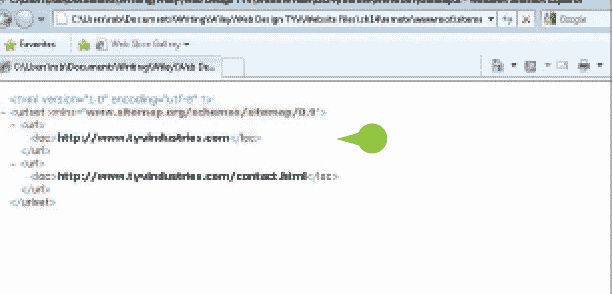 C:\Users\rob\Documents\Writing\Wiley\Web Design TYV\Website files\ch14\
Google
Favorites Web Slice Gallery
C:\Users\rob\Documents\Writing\Wiley\Web De...
<?xml version="1.0" encoding="utf-8" ?>
- <urlset xmlns="www.sitemap.org/schemas/sitemap/0.9">
- <url>
<loc>http://www.tyvindustries.com</loc>
</url>
- <url>
<loc>http://www.tyvindustries.com/contact.html</loc>
</url>
</urlset>